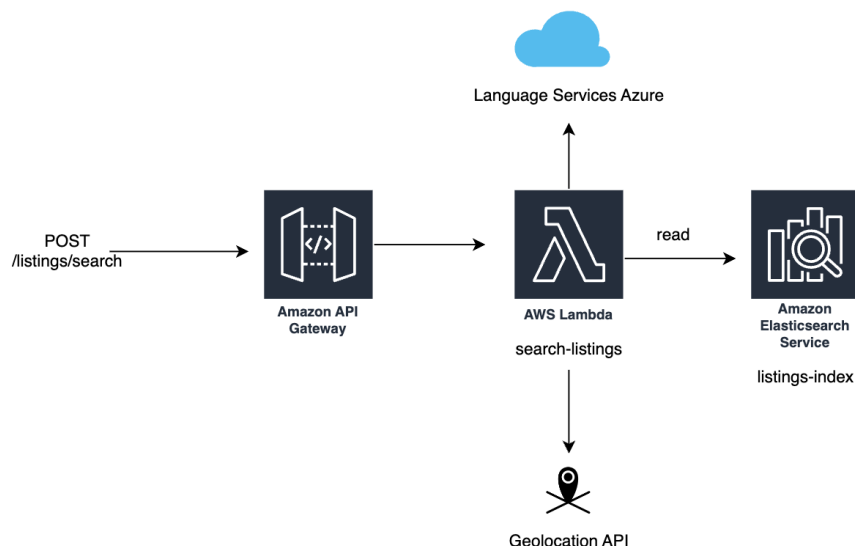 Language Services Azure
POST
/listings/search
</>
Amazon API
Gateway
AWS Lambda
search-listings
read
Amazon
Elasticsearch
Service
listings-index
Geolocation API